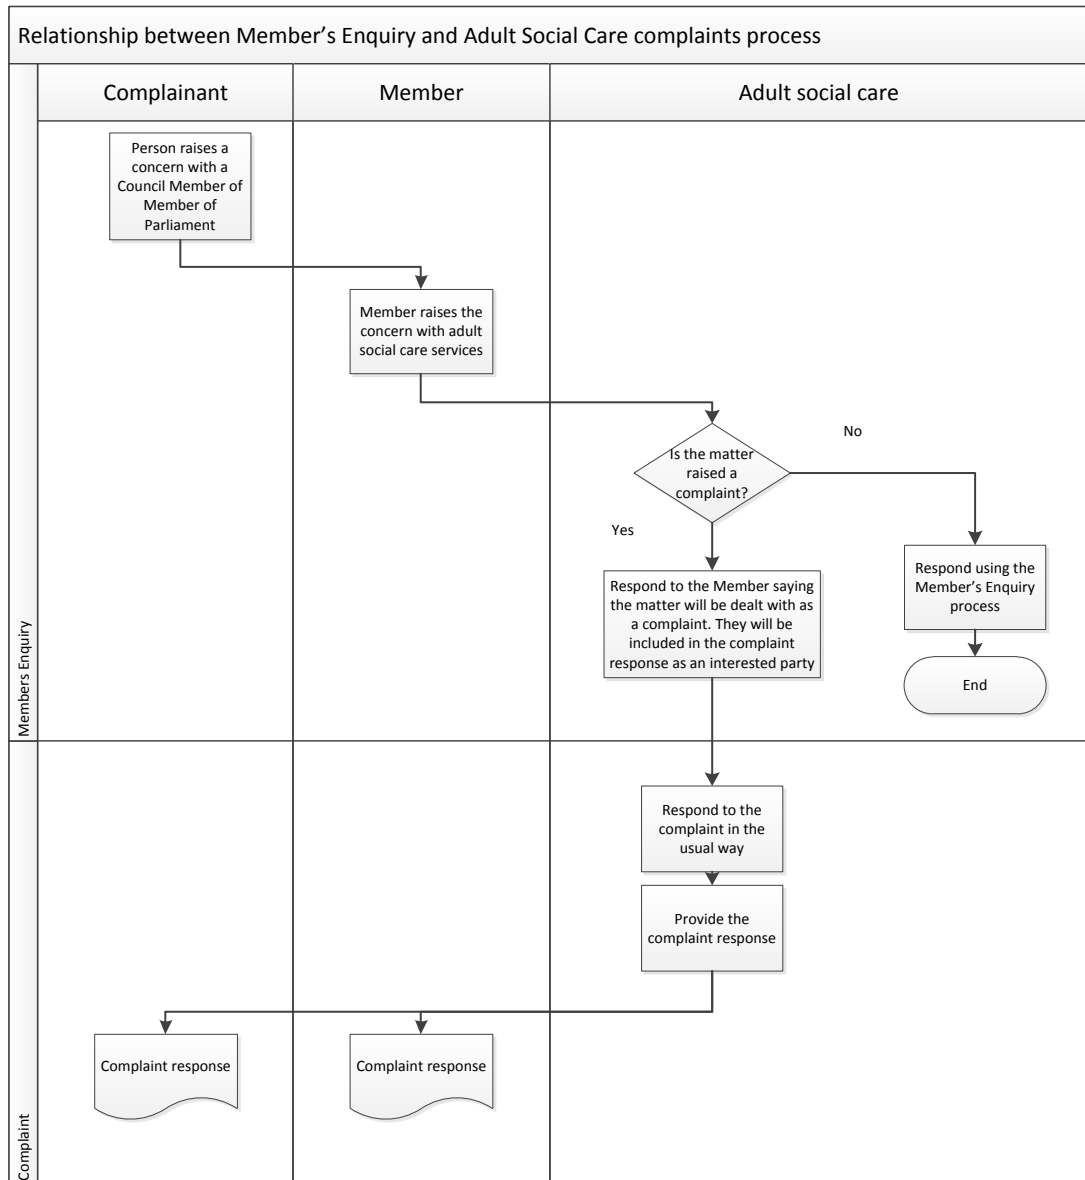 Relationship between Member's Enquiry and Adult Social Care complaints process
Complainant
Member
Adult social care
Members Enquiry
Person raises a
concern with a
Council Member of
Member of
Parliament
Member raises the
concern with adult
social care services
Is the matter
raised a
complaint?
No
Yes
Respond to the Member saying
the matter will be dealt with as
a complaint. They will be
included in the complaint
response as an interested party
Respond using the
Member's Enquiry
process
End
Complaint
Respond to the
complaint in the
usual way
Provide the
complaint response
Complaint response
Complaint response